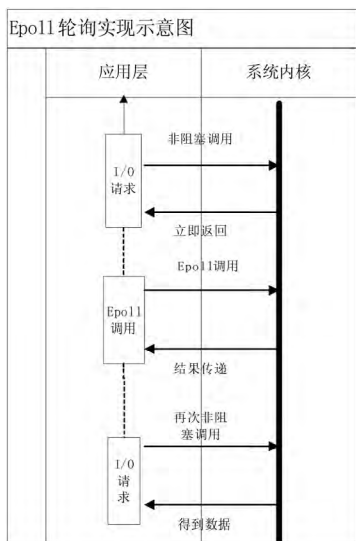 Epoll轮询实现示意图
应用层
系统内核
非阻塞调用
I/O
请求
立即返回
Epoll调用
Epoll
调用
结果传递
再次非阻
塞调用
I/O
请
求
得到数据